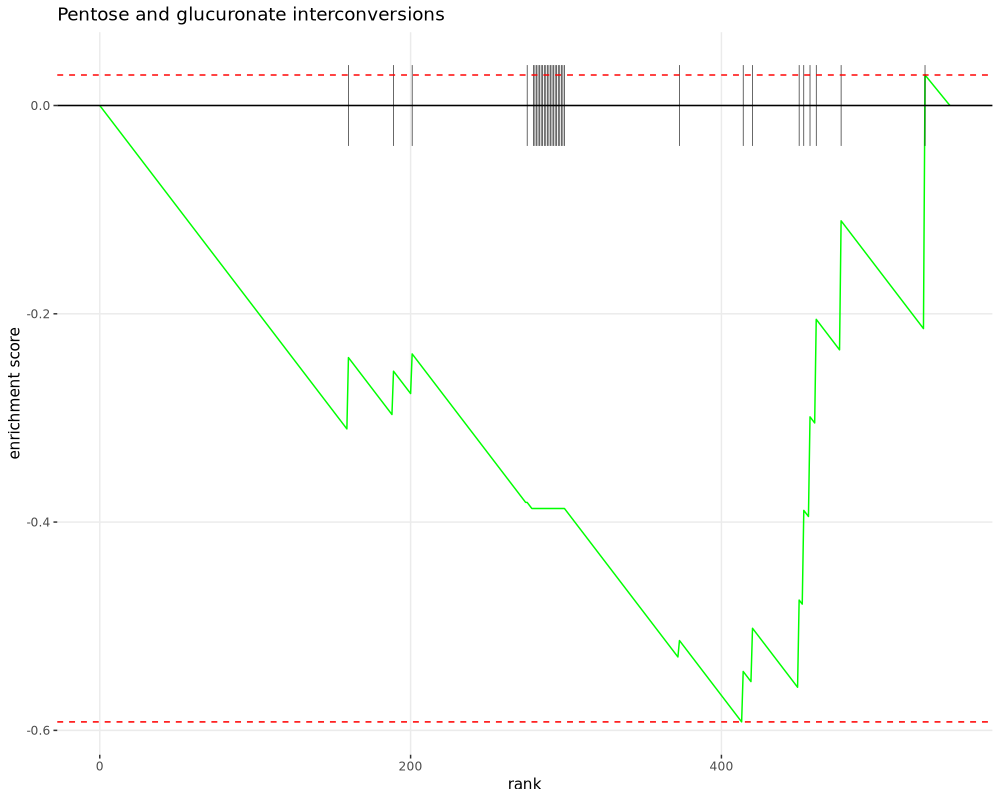 Pentose and glucuronate interconversions
0.0
-0.2
-0.4
-0.6
enrichment score
0
200
400
rank